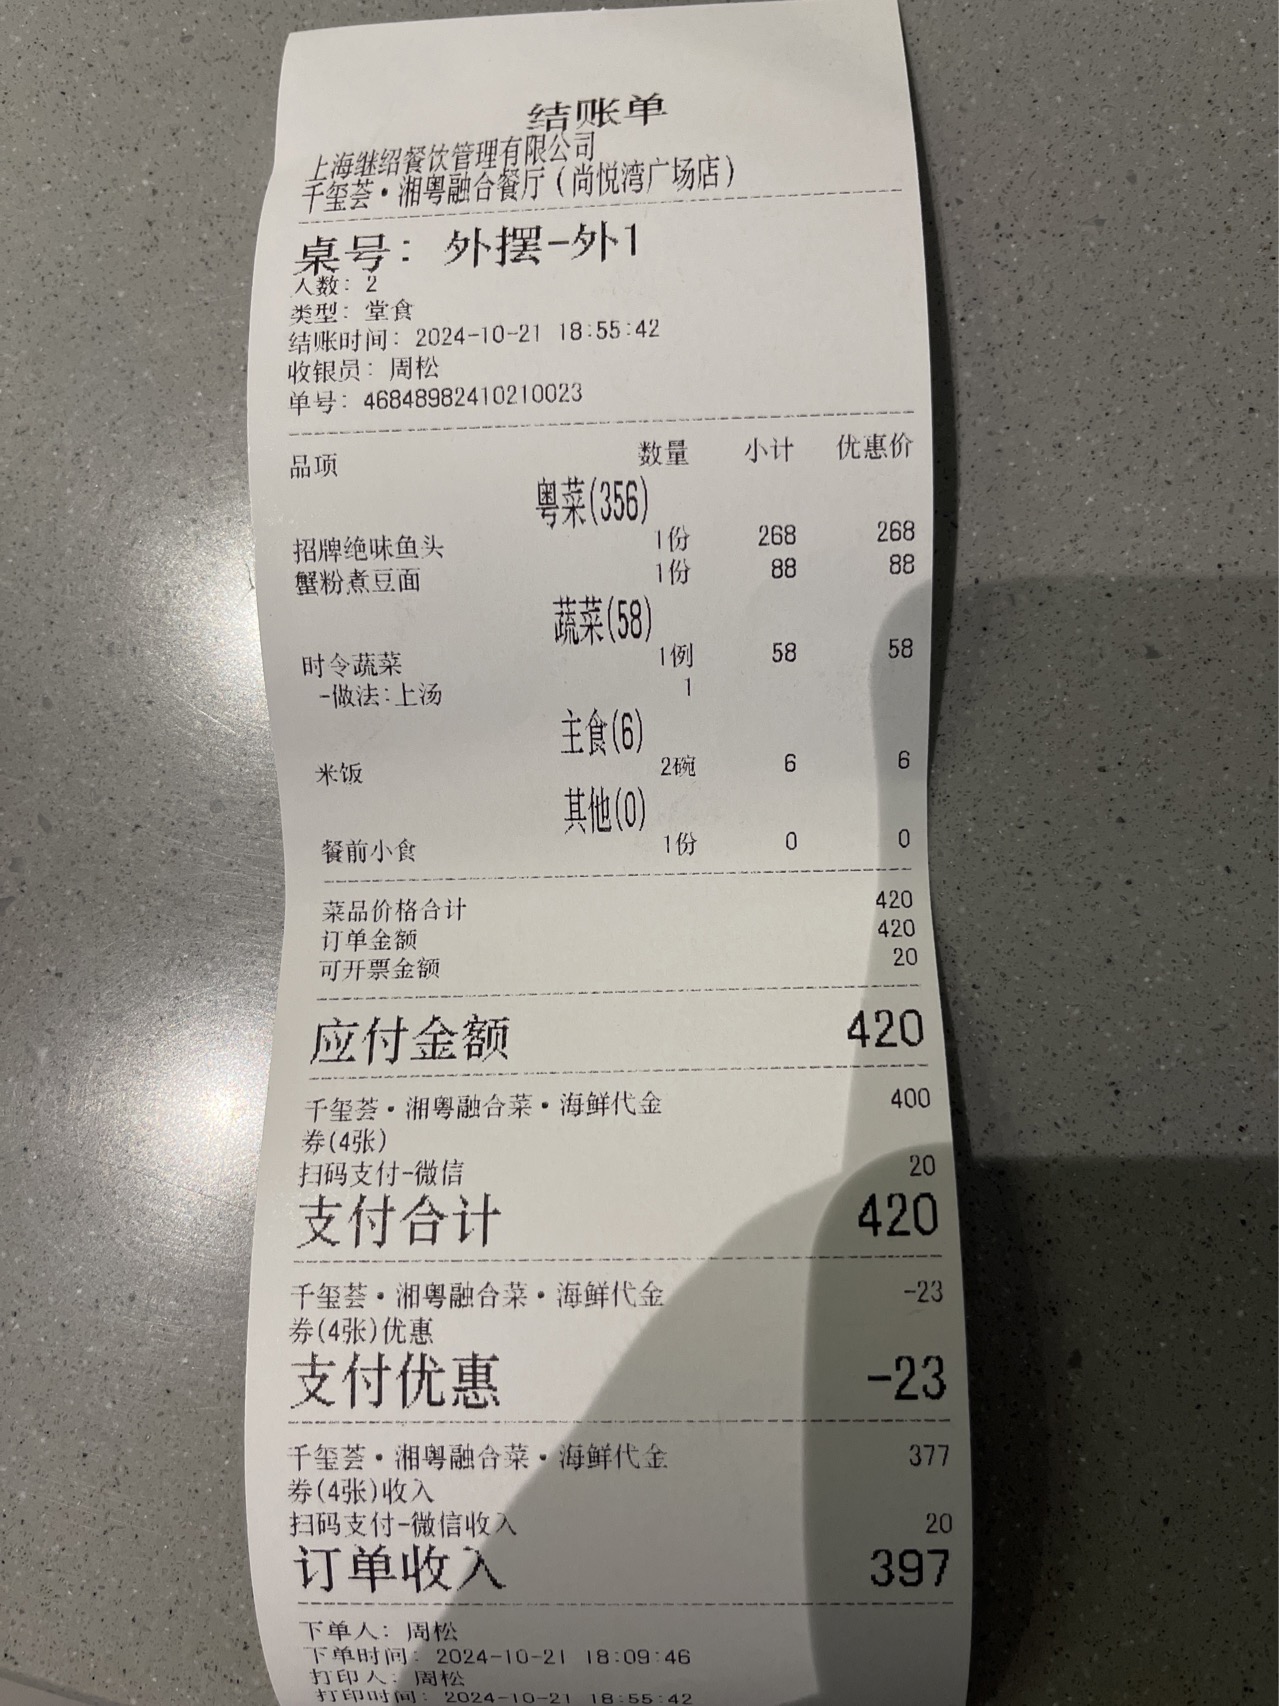 结账单
上海继绍餐饮管理有限公司
千玺荟·湘粤融合餐厅（尚悦湾广场店）
桌号：外摆-外1
人数：2
类型：堂食
结账时间：2024-10-21 18:55:42
收银员：周松
单号：46848982410210023
品项 数量 小计 优惠价
粤菜(356)
招牌绝味鱼头 1份 268 268
蟹粉煮豆面 1份 88 88
蔬菜(58)
时令蔬菜 1例 58 58
-做法:上汤 1
主食(6)
米饭 2碗 6 6
其他(0)
餐前小食 1份 0 0
菜品价格合计 420
订单金额 420
可开票金额 20
应付金额 420
千玺荟·湘粤融合菜·海鲜代金 400
券(4张)
扫码支付-微信 20
支付合计 420
千玺荟·湘粤融合菜·海鲜代金 -23
券(4张)优惠
支付优惠 -23
千玺荟·湘粤融合菜·海鲜代金 377
券(4张)收入
扫码支付-微信收入 20
订单收入 397
下单人：周松
下单时间：2024-10-21 18:09:46
打印人：周松
打印时间：2024-10-21 18:55:42